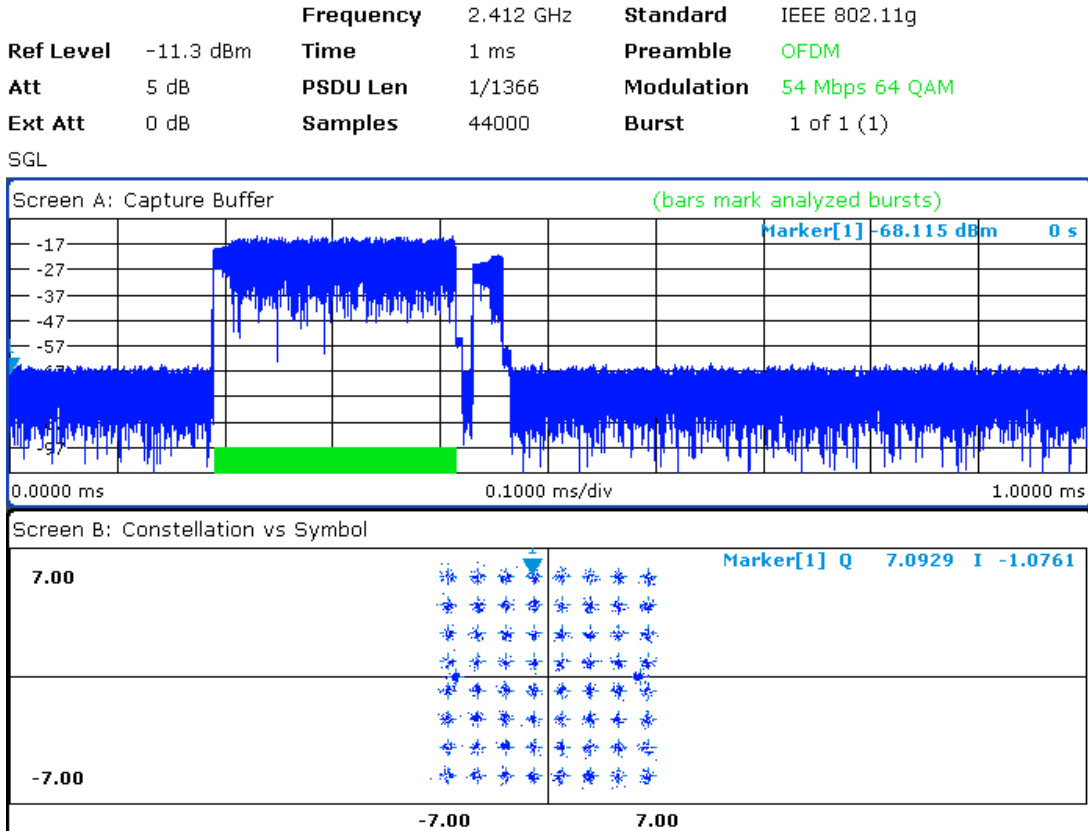 Frequency 2.412 GHz Standard IEEE 802.11g
Ref Level -11.3 dBm Time 1 ms Preamble OFDM
Att 5 dB PSDU Len 1/1366 Modulation 54 Mbps 64 QAM
Ext Att 0 dB Samples 44000 Burst 1 of 1 (1)
SGL
Screen A: Capture Buffer (bars mark analyzed bursts)
Marker[1] -68.115 dBm 0 s
-17
-27
-37
-47
-57
-97
0.0000 ms 0.1000 ms/div 1.0000 ms
Screen B: Constellation vs Symbol
Marker[1] Q 7.0929 I -1.0761
1
7.00
-7.00
-7.00 7.00